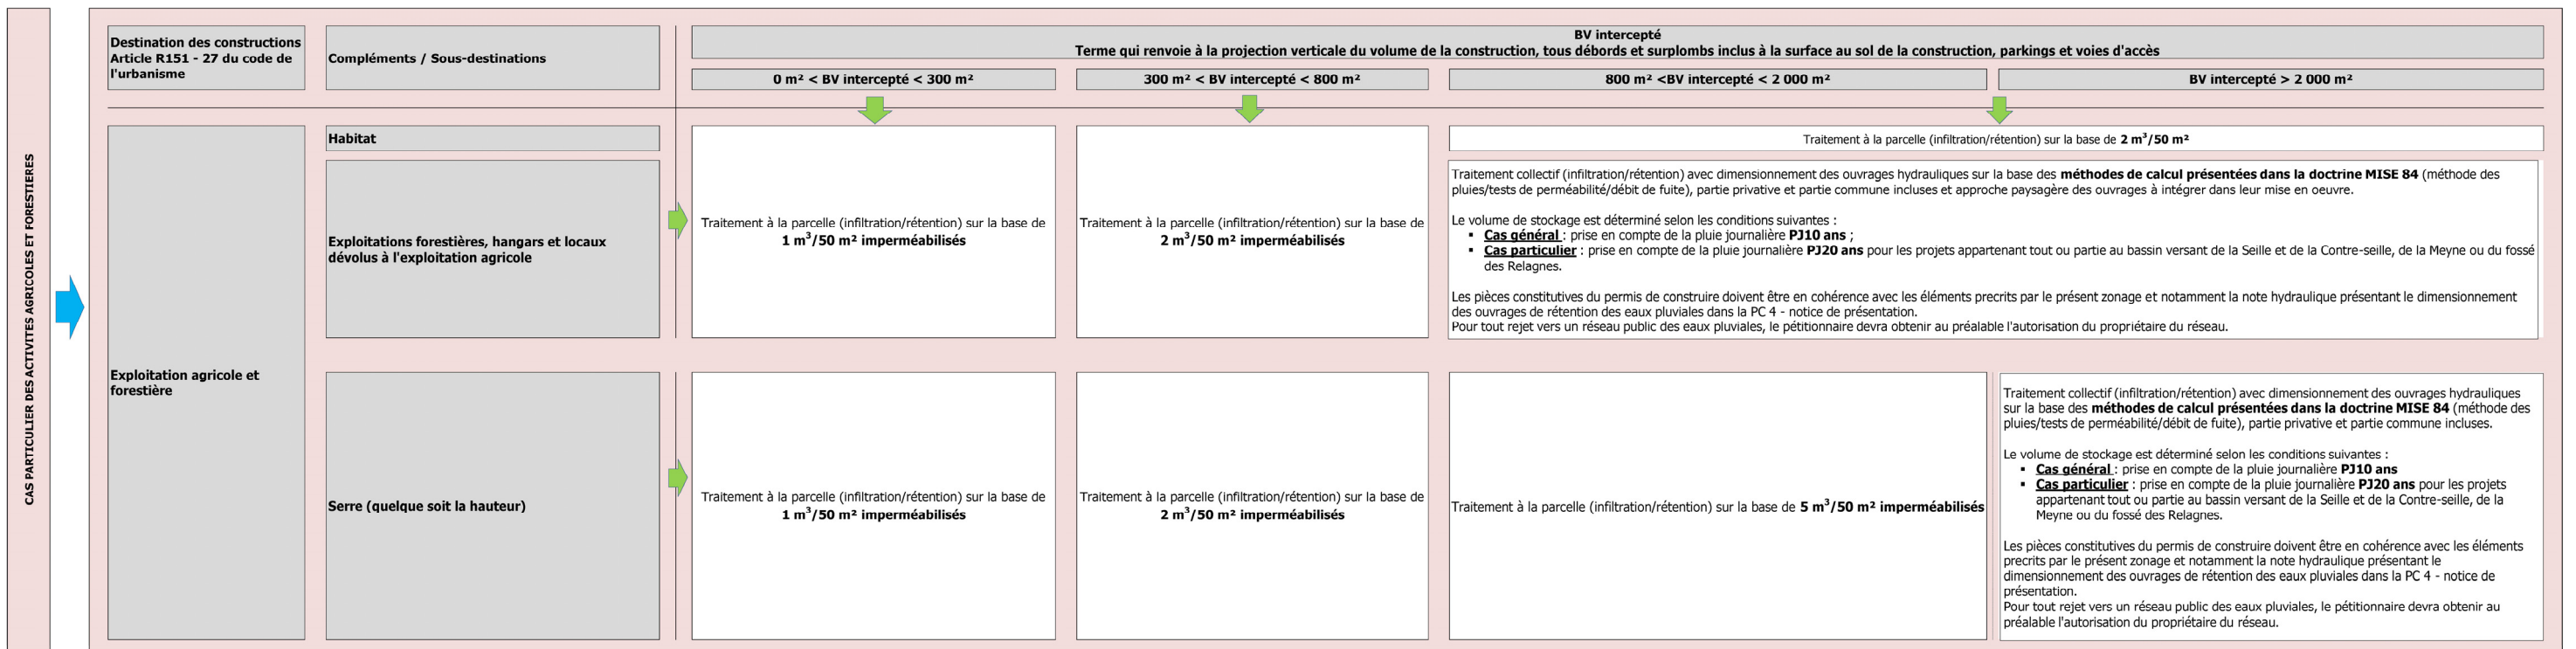 CAS PARTICULIER DES ACTIVITES AGRICOLES ET FORESTIERES
Destination des constructions
Article R151 - 27 du code de
l'urbanisme
Compléments / Sous-destinations
BV intercepté
Terme qui renvoie à la projection verticale du volume de la construction, tous débords et surplombs inclus à la surface au sol de la construction, parkings et voies d'accès
0 m² < BV intercepté < 300 m²
300 m² < BV intercepté < 800 m²
800 m² <BV intercepté < 2 000 m²
BV intercepté > 2 000 m²
Exploitation agricole et
forestière
Habitat
Traitement à la parcelle (infiltration/rétention) sur la base de 2 m³/50 m²
Exploitations forestières, hangars et locaux
dévolus à l'exploitation agricole
Traitement à la parcelle (infiltration/rétention) sur la base de
1 m³/50 m² imperméabilisés
Traitement à la parcelle (infiltration/rétention) sur la base de
2 m³/50 m² imperméabilisés
Traitement collectif (infiltration/rétention) avec dimensionnement des ouvrages hydrauliques sur la base des méthodes de calcul présentées dans la doctrine MISE 84 (méthode des
pluies/tests de perméabilité/débit de fuite), partie privative et partie commune incluses et approche paysagère des ouvrages à intégrer dans leur mise en oeuvre.
Le volume de stockage est déterminé selon les conditions suivantes :
▪ Cas général : prise en compte de la pluie journalière PJ10 ans ;
▪ Cas particulier : prise en compte de la pluie journalière PJ20 ans pour les projets appartenant tout ou partie au bassin versant de la Seille et de la Contre-seille, de la Meyne ou du fossé
des Relagnes.
Les pièces constitutives du permis de construire doivent être en cohérence avec les éléments precrits par le présent zonage et notamment la note hydraulique présentant le dimensionnement
des ouvrages de rétention des eaux pluviales dans la PC 4 - notice de présentation.
Pour tout rejet vers un réseau public des eaux pluviales, le pétitionnaire devra obtenir au préalable l'autorisation du propriétaire du réseau.
Serre (quelque soit la hauteur)
Traitement à la parcelle (infiltration/rétention) sur la base de
1 m³/50 m² imperméabilisés
Traitement à la parcelle (infiltration/rétention) sur la base de
2 m³/50 m² imperméabilisés
Traitement à la parcelle (infiltration/rétention) sur la base de 5 m³/50 m² imperméabilisés
Traitement collectif (infiltration/rétention) avec dimensionnement des ouvrages hydrauliques
sur la base des méthodes de calcul présentées dans la doctrine MISE 84 (méthode des
pluies/tests de perméabilité/débit de fuite), partie privative et partie commune incluses.
Le volume de stockage est déterminé selon les conditions suivantes :
▪ Cas général : prise en compte de la pluie journalière PJ10 ans
▪ Cas particulier : prise en compte de la pluie journalière PJ20 ans pour les projets
appartenant tout ou partie au bassin versant de la Seille et de la Contre-seille, de la
Meyne ou du fossé des Relagnes.
Les pièces constitutives du permis de construire doivent être en cohérence avec les éléments
precrits par le présent zonage et notamment la note hydraulique présentant le
dimensionnement des ouvrages de rétention des eaux pluviales dans la PC 4 - notice de
présentation.
Pour tout rejet vers un réseau public des eaux pluviales, le pétitionnaire devra obtenir au
préalable l'autorisation du propriétaire du réseau.